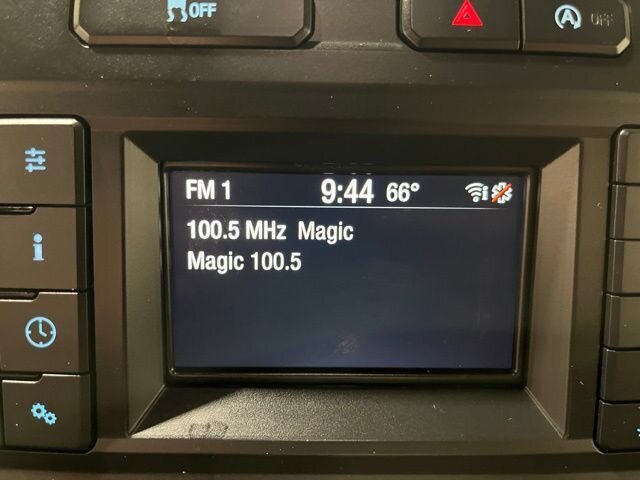 OFF
A OFF
FM 1 9:44 66°
100.5 MHz Magic
Magic 100.5
i